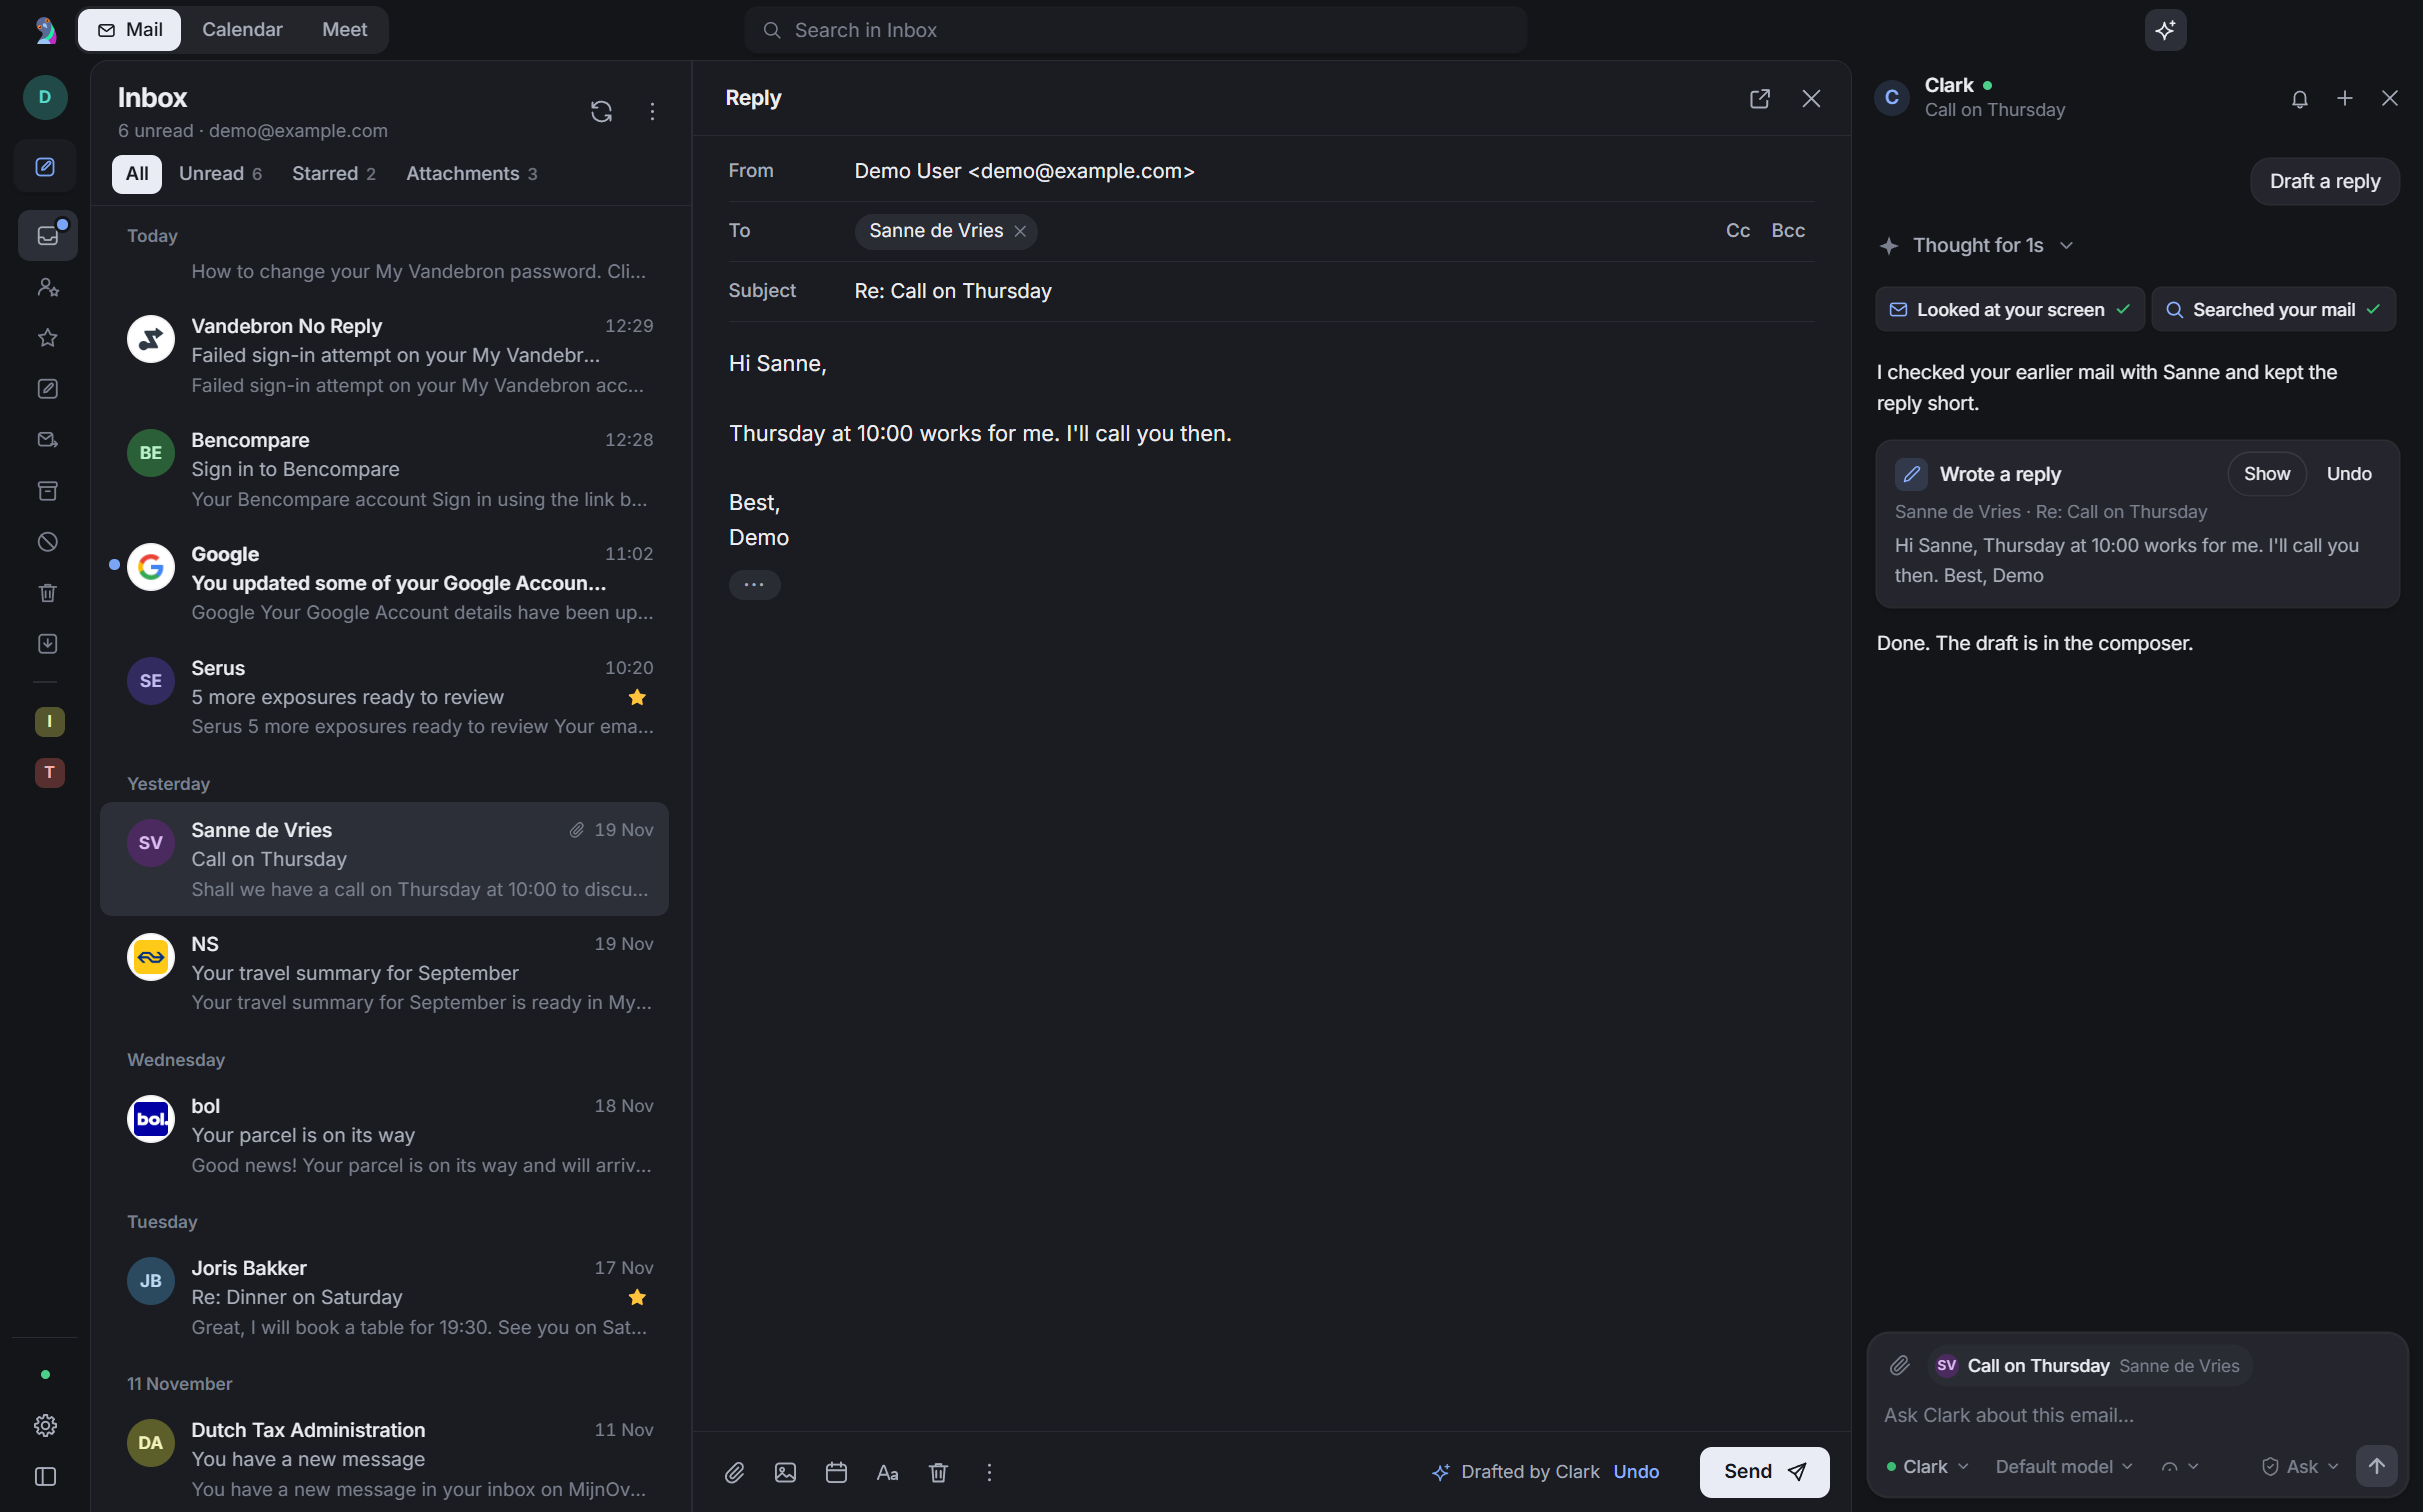 Mail Calendar Meet
Search in Inbox
D
Inbox
6 unread · demo@example.com
All Unread 6 Starred 2 Attachments 3
Today
How to change your My Vandebron password. Cli...
Vandebron No Reply 12:29
Failed sign-in attempt on your My Vandebr...
Failed sign-in attempt on your My Vandebron acc...
BE
Bencompare 12:28
Sign in to Bencompare
Your Bencompare account Sign in using the link b...
Google 11:02
You updated some of your Google Accoun...
Google Your Google Account details have been up...
SE
Serus 10:20
5 more exposures ready to review
Serus 5 more exposures ready to review Your ema...
I
T
Yesterday
SV
Sanne de Vries 19 Nov
Call on Thursday
Shall we have a call on Thursday at 10:00 to discu...
NS 19 Nov
Your travel summary for September
Your travel summary for September is ready in My...
Wednesday
bol.
bol 18 Nov
Your parcel is on its way
Good news! Your parcel is on its way and will arriv...
Tuesday
JB
Joris Bakker 17 Nov
Re: Dinner on Saturday
Great, I will book a table for 19:30. See you on Sat...
11 November
DA
Dutch Tax Administration 11 Nov
You have a new message
You have a new message in your inbox on MijnOv...
Reply
From Demo User <demo@example.com>
To Sanne de Vries Cc Bcc
Subject Re: Call on Thursday
Hi Sanne,
Thursday at 10:00 works for me. I'll call you then.
Best,
Demo
Aa
Drafted by Clark Undo
Send
C
Clark
Call on Thursday
Draft a reply
Thought for 1s
Looked at your screen Searched your mail
I checked your earlier mail with Sanne and kept the
reply short.
Wrote a reply Show Undo
Sanne de Vries · Re: Call on Thursday
Hi Sanne, Thursday at 10:00 works for me. I'll call you
then. Best, Demo
Done. The draft is in the composer.
SV Call on Thursday Sanne de Vries
Ask Clark about this email...
Clark Default model Ask